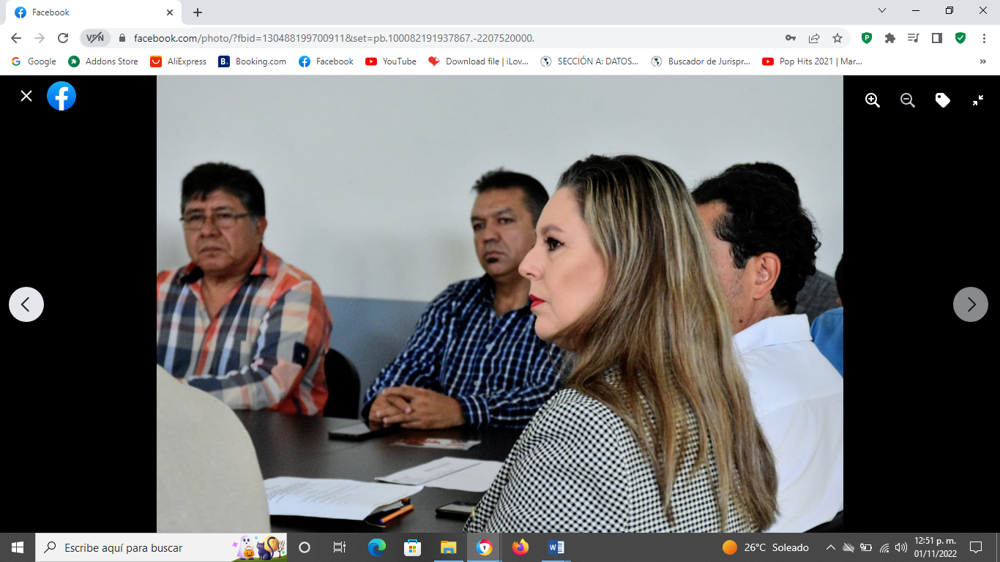 Facebook
VPN
facebook.com/photo/?fbid=130488199700911&set=pb.100082191937867.-2207520000.
Google Addons Store AliExpress B. Booking.com Facebook YouTube Download file | iLov... SECCIÓN A: DATOS... Buscador de Jurispr... Pop Hits 2021 | Mar... »
Escribe aquí para buscar
26°C Soleado
12:51 p. m.
01/11/2022